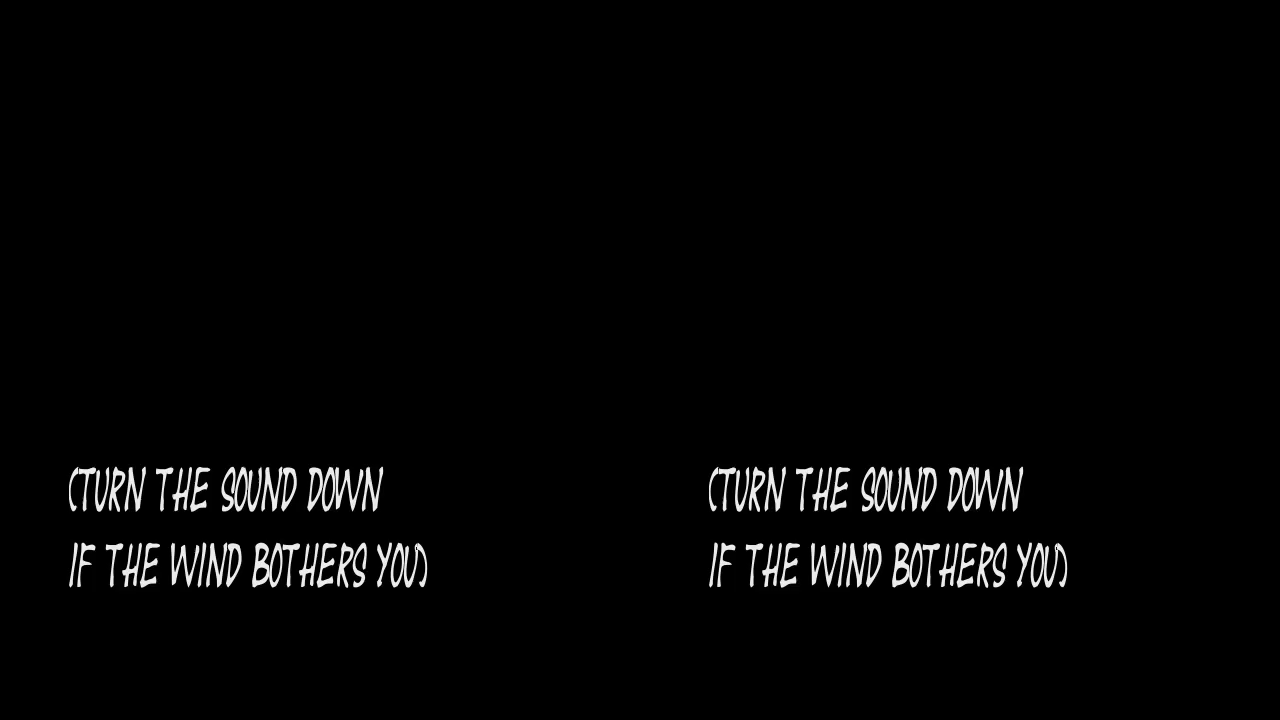 (TURN THE SOUND DOWN
IF THE WIND BOTHERS YOU)
(TURN THE SOUND DOWN
IF THE WIND BOTHERS YOU)